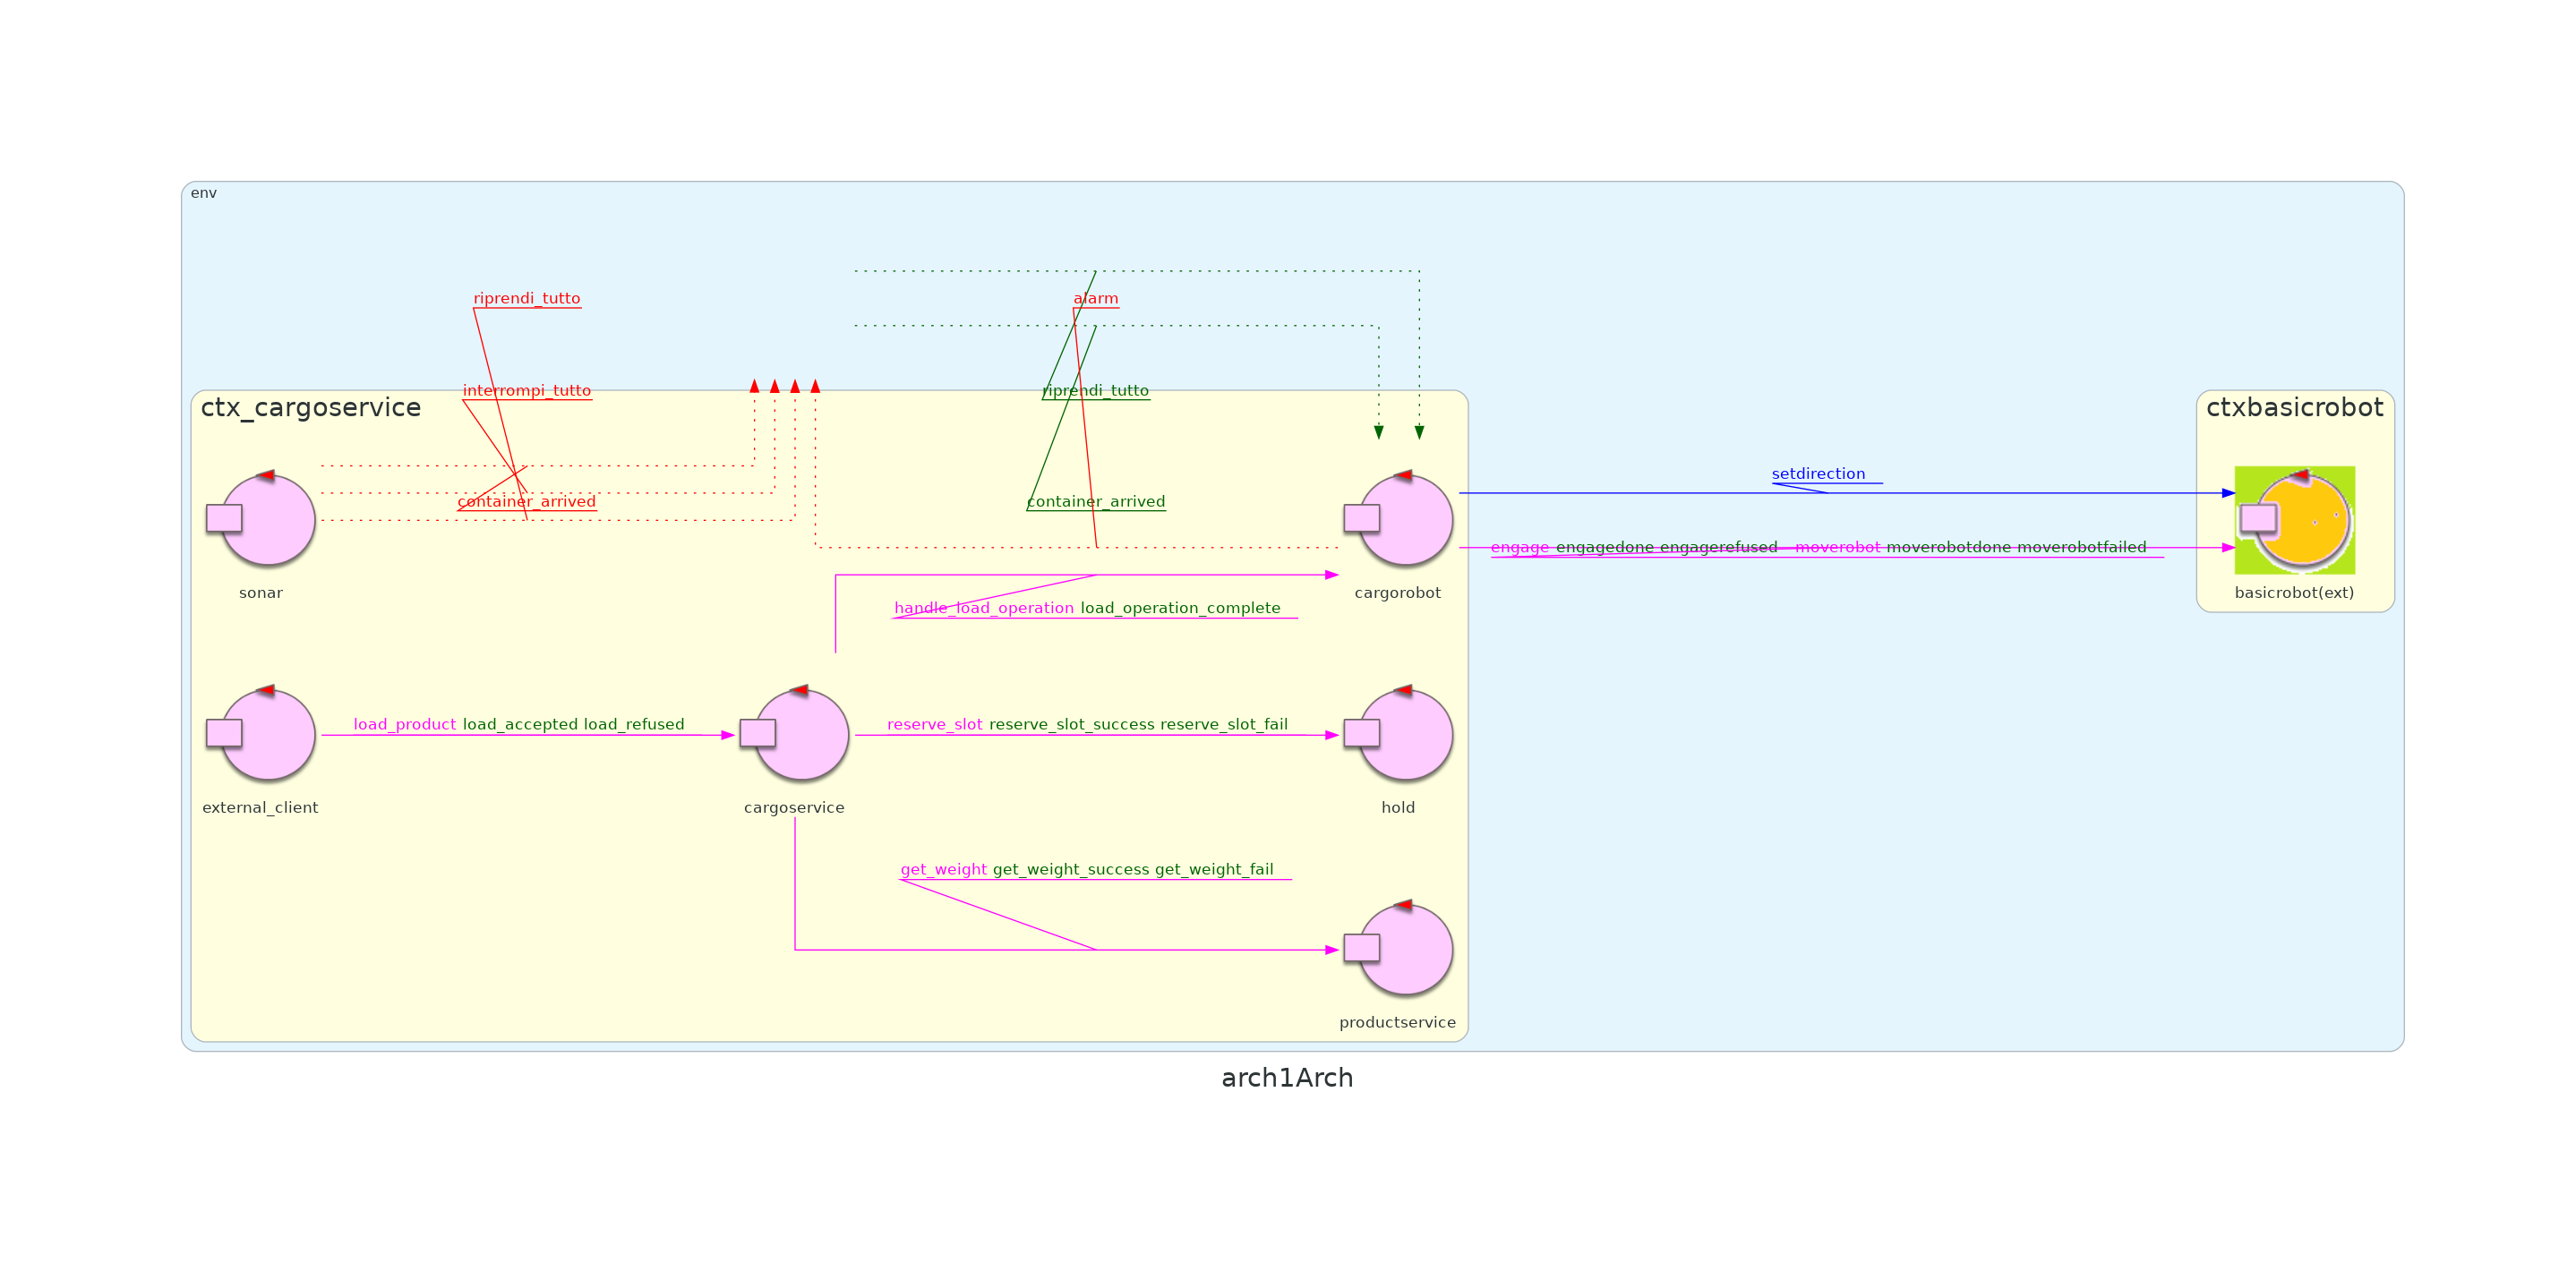 env
riprendi_tutto
alarm
interrompi_tutto
riprendi_tutto
ctx_cargoservice
ctxbasicrobot
setdirection
container_arrived
container_arrived
engage engagedone engagerefused moverobot moverobotdone moverobotfailed
sonar
cargorobot
basicrobot(ext)
handle_load_operation load_operation_complete
load_product load_accepted load_refused
reserve_slot reserve_slot_success reserve_slot_fail
external_client
cargoservice
hold
get_weight get_weight_success get_weight_fail
productservice
arch1Arch